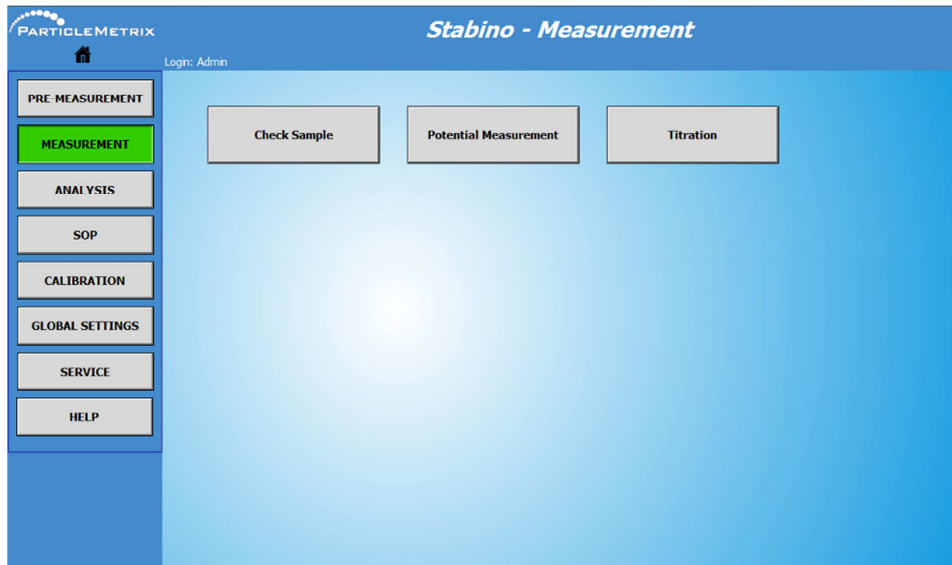 PARTICLEMETRIX
Stabino - Measurement
Login: Admin
PRE-MEASUREMENT
MEASUREMENT
ANALYSIS
SOP
CALIBRATION
GLOBAL SETTINGS
SERVICE
HELP
Check Sample
Potential Measurement
Titration